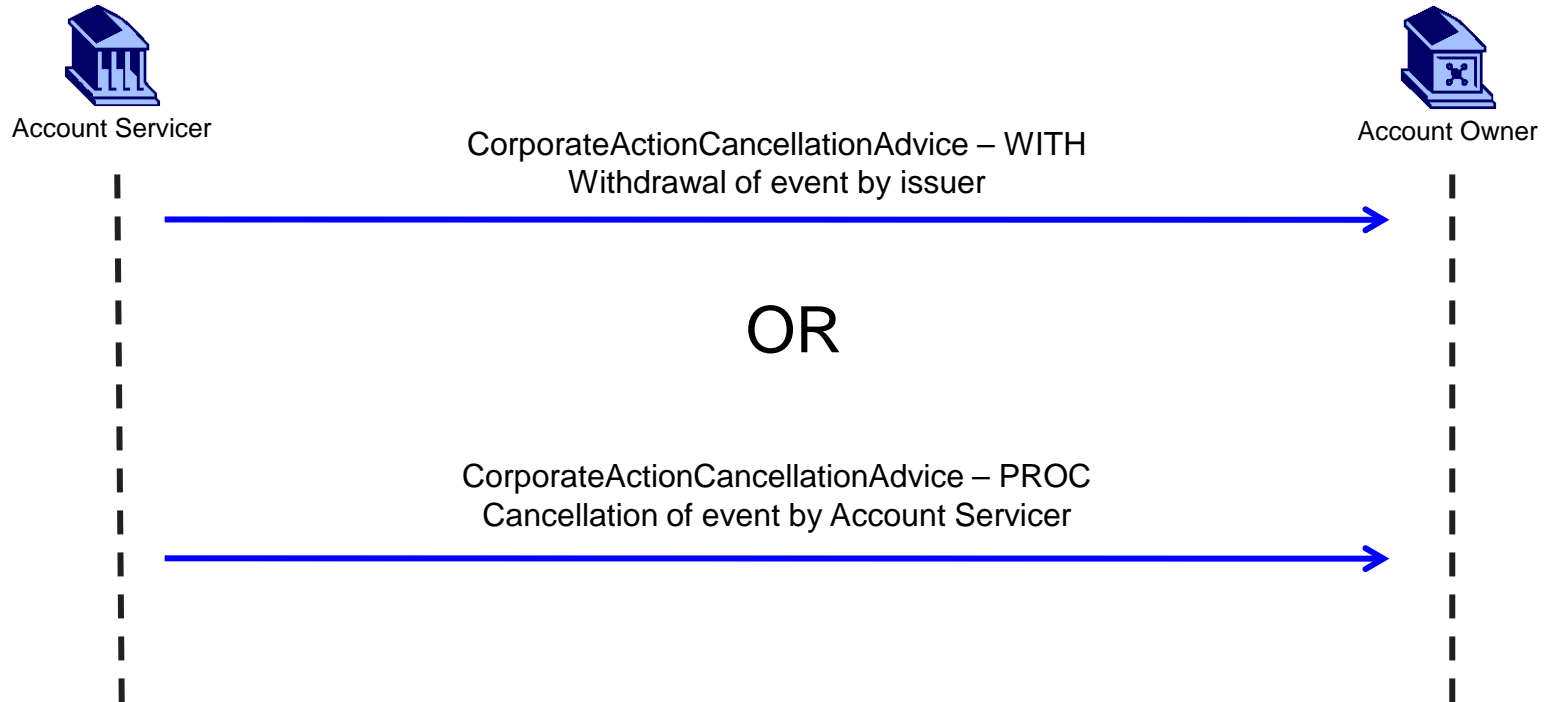 Account Servicer
Account Owner
CorporateActionCancellationAdvice – WITH
Withdrawal of event by issuer
OR
CorporateActionCancellationAdvice – PROC
Cancellation of event by Account Servicer